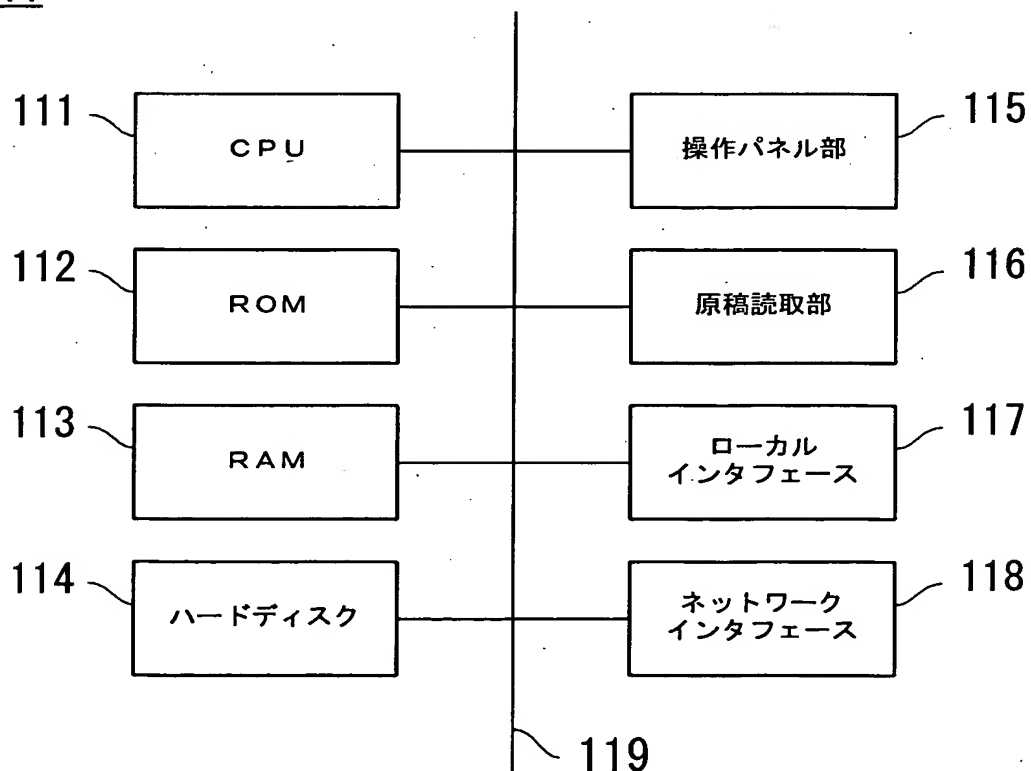 111
CPU
115
操作パネル部
112
ROM
116
原稿読取部
113
RAM
117
ローカル
インタフェース
114
ハードディスク
118
ネットワーク
インタフェース
119